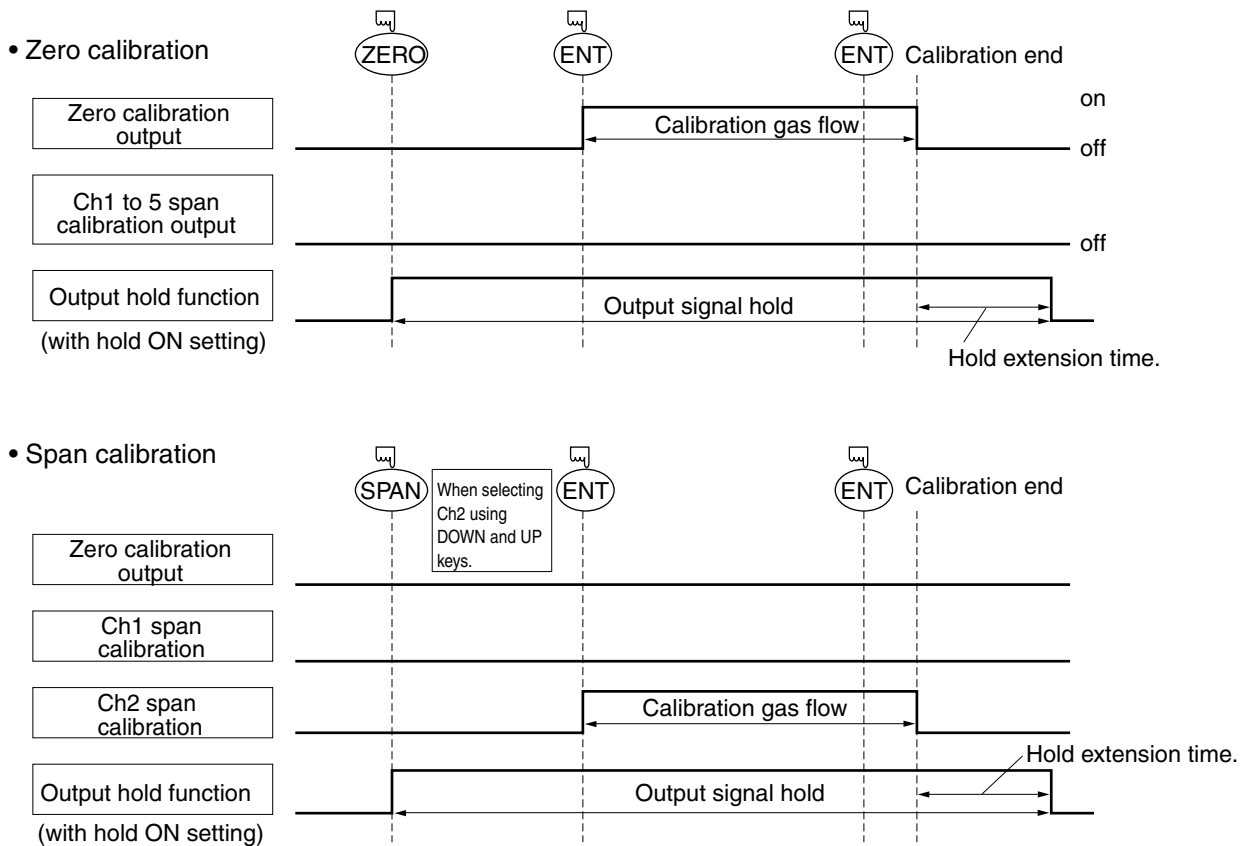 • Zero calibration
ZERO
ENT
ENT
Calibration end
Zero calibration
output
Calibration gas flow
on
off
Ch1 to 5 span
calibration output
off
Output hold function
(with hold ON setting)
Output signal hold
Hold extension time.
• Span calibration
SPAN
When selecting
Ch2 using
DOWN and UP
keys.
ENT
ENT
Calibration end
Zero calibration
output
Ch1 span
calibration
Ch2 span
calibration
Calibration gas flow
Hold extension time.
Output hold function
(with hold ON setting)
Output signal hold